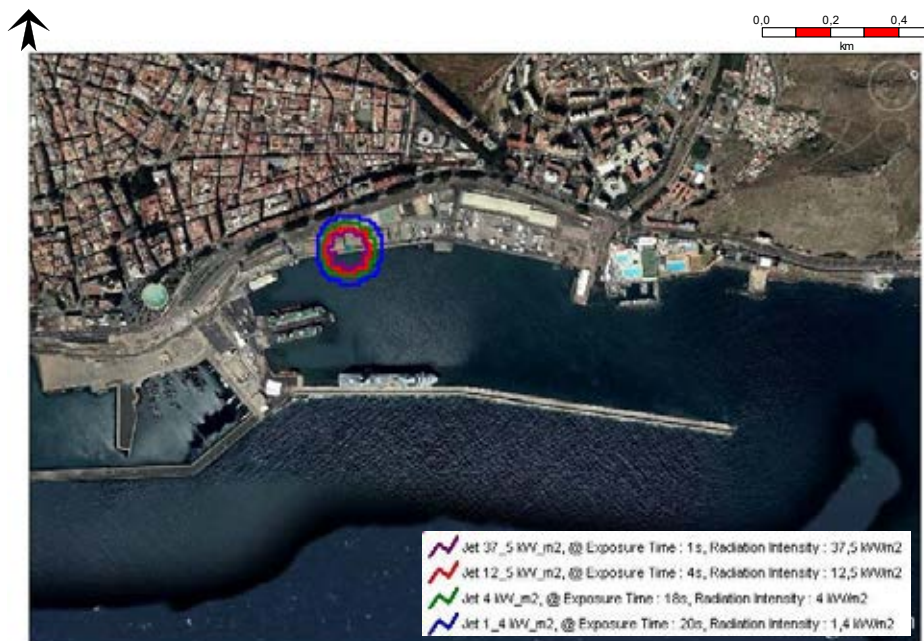 0,0 0,2 0,4
km
Jet 37_5 kW_m2, @ Exposure Time : 1s, Radiation Intensity : 37,5 kW/m2
Jet 12_5 kW_m2, @ Exposure Time : 4s, Radiation Intensity : 12,5 kW/m2
Jet 4 kW_m2, @ Exposure Time : 18s, Radiation Intensity : 4 kW/m2
Jet 1_4 kW_m2, @ Exposure Time : 20s, Radiation Intensity : 1,4 kW/m2